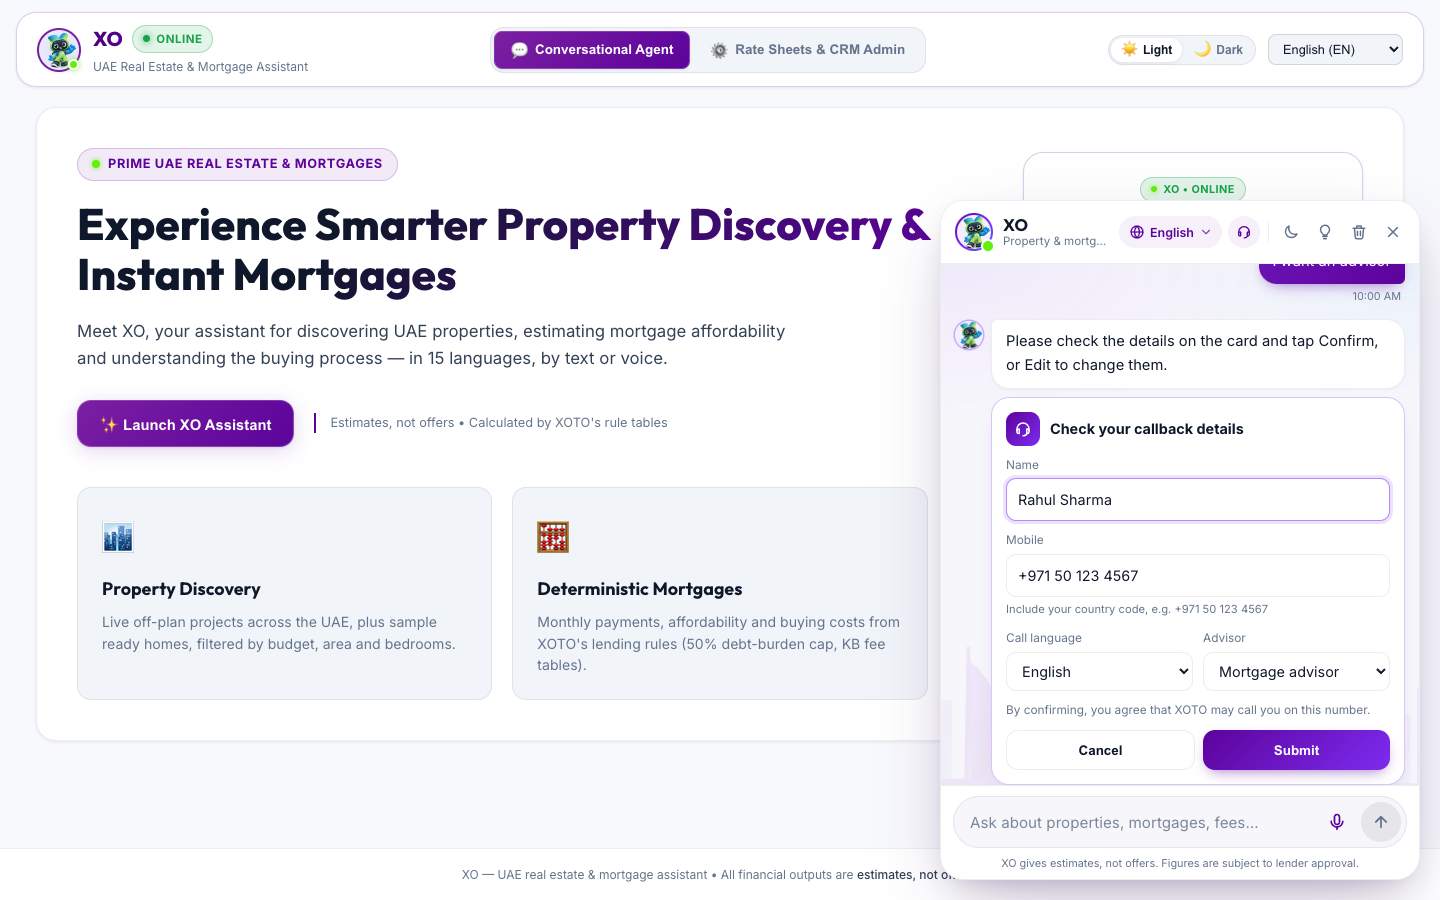 XO
ONLINE
UAE Real Estate & Mortgage Assistant
Conversational Agent
Rate Sheets & CRM Admin
Light
Dark
English (EN)
PRIME UAE REAL ESTATE & MORTGAGES
Experience Smarter Property Discovery &
Instant Mortgages
Meet XO, your assistant for discovering UAE properties, estimating mortgage affordability
and understanding the buying process — in 15 languages, by text or voice.
Launch XO Assistant
Estimates, not offers • Calculated by XOTO's rule tables
Property Discovery
Live off-plan projects across the UAE, plus sample
ready homes, filtered by budget, area and bedrooms.
Deterministic Mortgages
Monthly payments, affordability and buying costs from
XOTO's lending rules (50% debt-burden cap, KB fee
tables).
XO • ONLINE
XO
Property & mortg...
English
10:00 AM
Please check the details on the card and tap Confirm,
or Edit to change them.
Check your callback details
Name
Rahul Sharma
Mobile
+971 50 123 4567
Include your country code, e.g. +971 50 123 4567
Call language
Advisor
English
Mortgage advisor
By confirming, you agree that XOTO may call you on this number.
Cancel
Submit
Ask about properties, mortgages, fees...
XO gives estimates, not offers. Figures are subject to lender approval.
XO — UAE real estate & mortgage assistant • All financial outputs are estimates, not